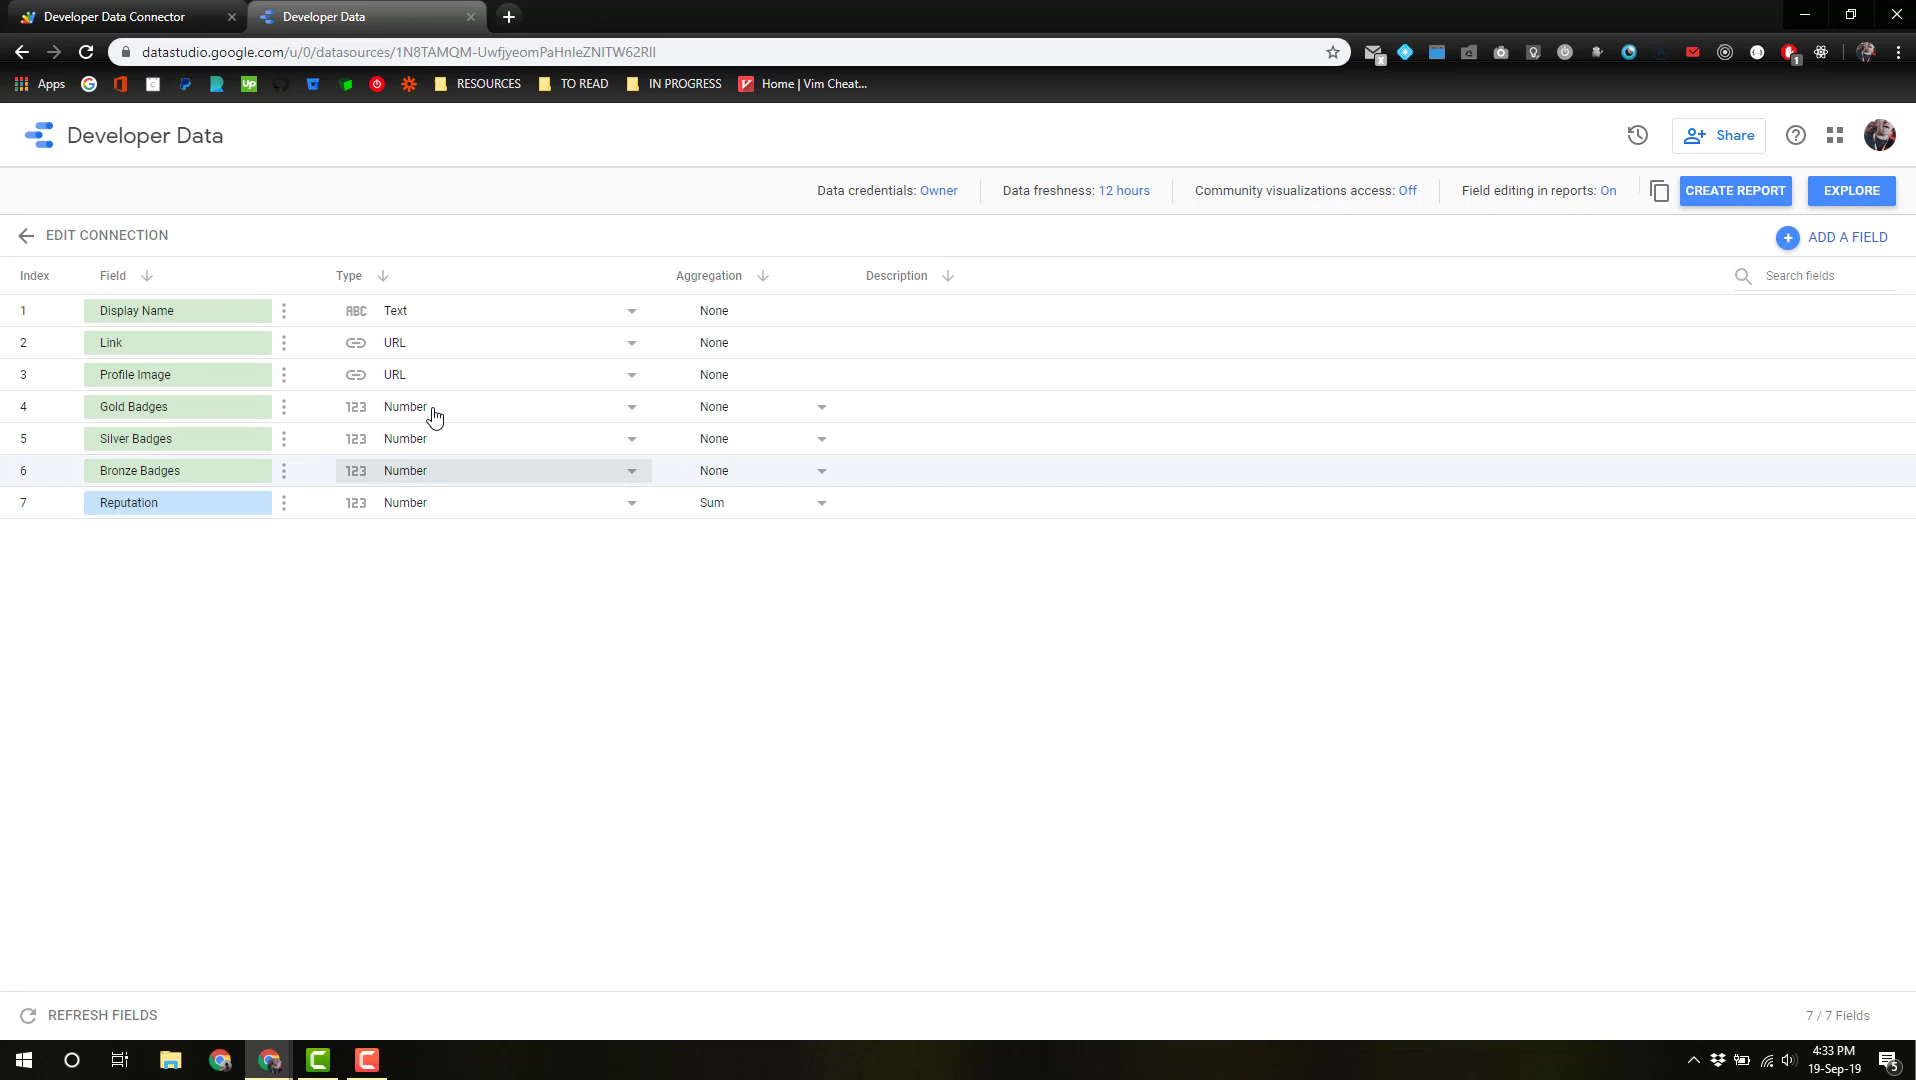 Developer Data Connector
Developer Data
datastudio.google.com/u/0/datasources/1N8TAMQM-UwfjyeomPaHnleZNITW62RII
Apps
RESOURCES
TO READ
IN PROGRESS
Home | Vim Cheat...
Developer Data
Share
Data credentials: Owner
Data freshness: 12 hours
Community visualizations access: Off
Field editing in reports: On
CREATE REPORT
EXPLORE
EDIT CONNECTION
ADD A FIELD
Index Field Type Aggregation Description Search fields
1 Display Name ABC Text None
2 Link URL None
3 Profile Image URL None
4 Gold Badges 123 Number None
5 Silver Badges 123 Number None
6 Bronze Badges 123 Number None
7 Reputation 123 Number Sum
REFRESH FIELDS
7 / 7 Fields
4:33 PM
19-Sep-19
5